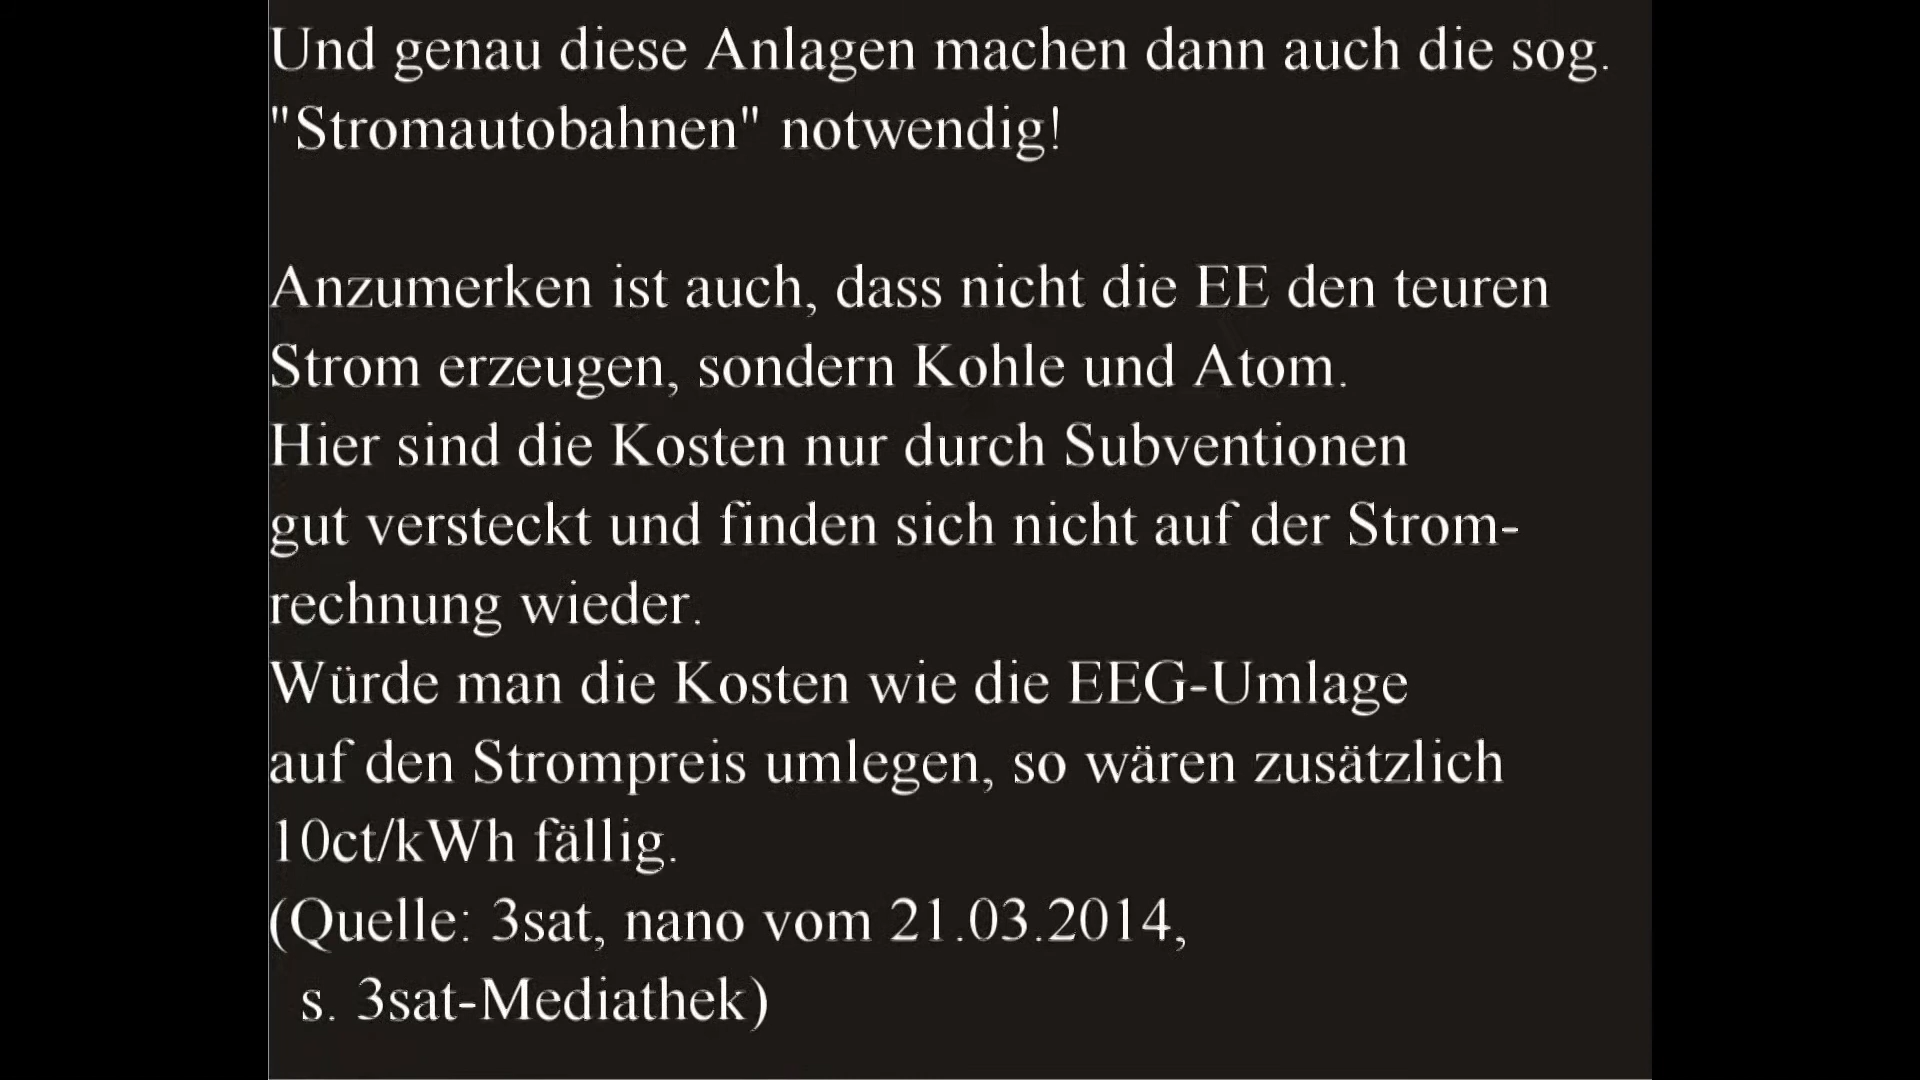 Und genau diese Anlagen machen dann auch die sog.
"Stromautobahnen" notwendig!
Anzumerken ist auch, dass nicht die EE den teuren
Strom erzeugen, sondern Kohle und Atom.
Hier sind die Kosten nur durch Subventionen
gut versteckt und finden sich nicht auf der Strom-
rechnung wieder.
Würde man die Kosten wie die EEG-Umlage
auf den Strompreis umlegen, so wären zusätzlich
10ct/kWh fällig.
(Quelle: 3sat, nano vom 21.03.2014,
s. 3sat-Mediathek)